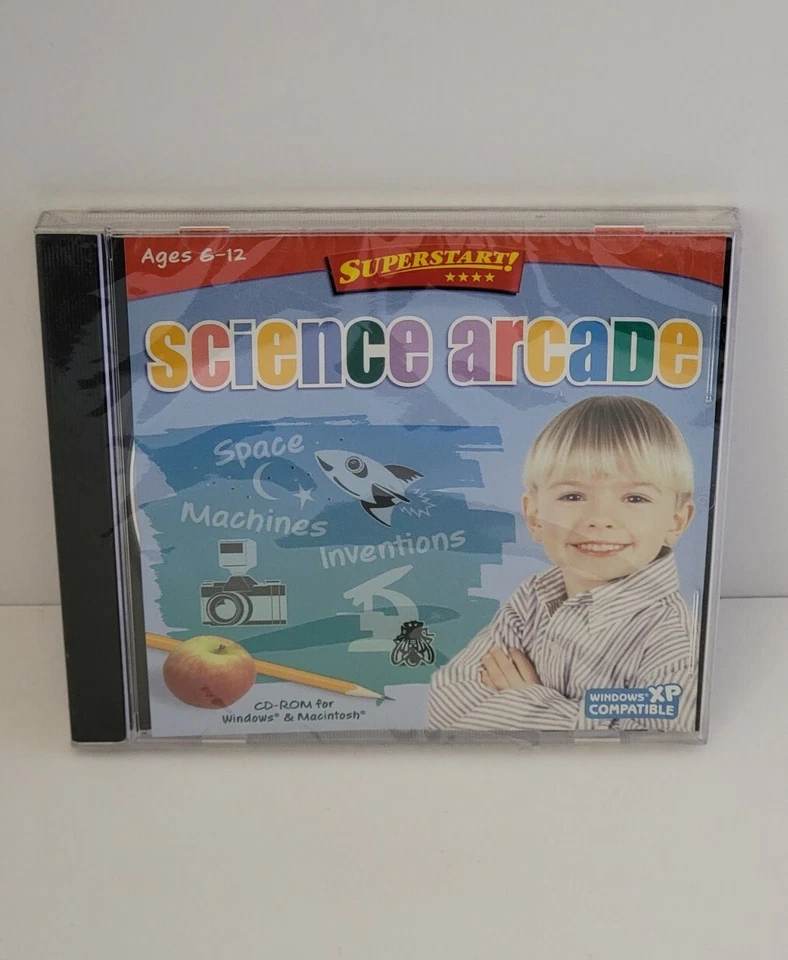 Ages 6-12
SUPERSTART!
science arcade
Space
Machines
Inventions
CD-ROM for
Windows® & Macintosh®
WINDOWS® XP
COMPATIBLE